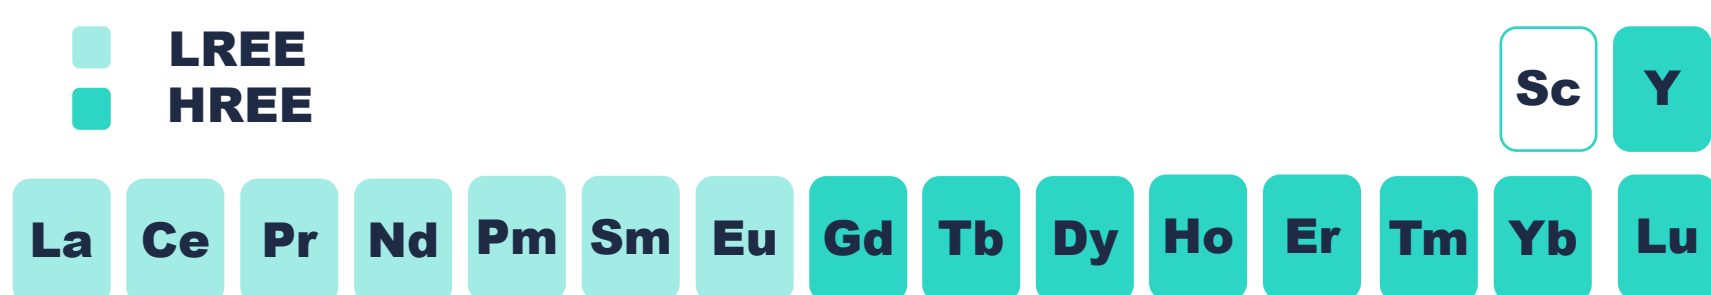 LREE
HREE
Sc Y
La Ce Pr Nd Pm Sm Eu Gd Tb Dy Ho Er Tm Yb Lu